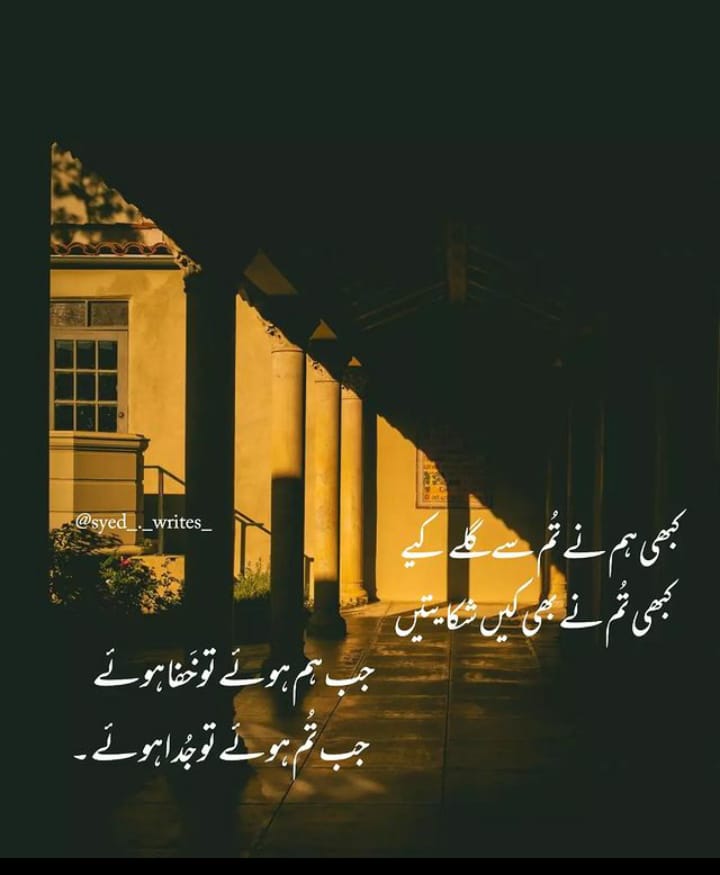 @syed_._writes_
کبھی ہم نے تُم سے گلے کیے
کبھی تُم نے بھی کیں شکایتیں
جب ہم ہوئے تو خَفا ہوئے
جب تُم ہوئے تو جُدا ہوئے۔